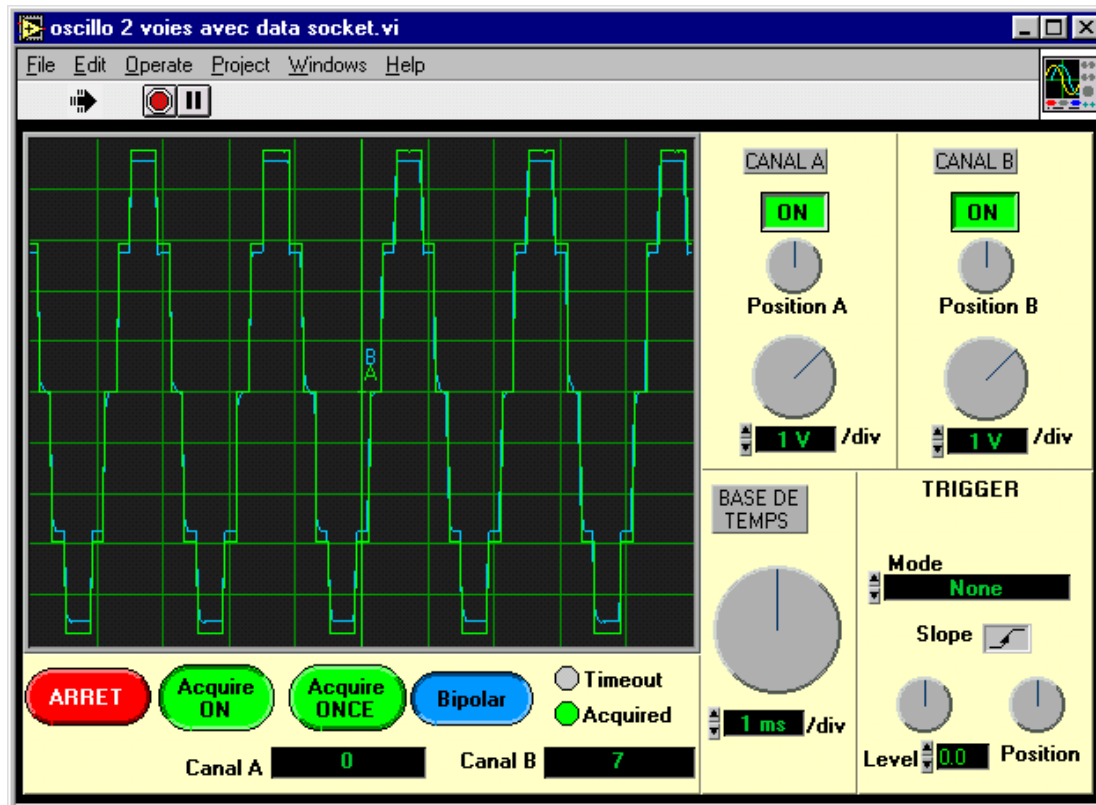 oscillo 2 voies avec data socket.vi
File Edit Operate Project Windows Help
B
A
CANAL A
ON
Position A
1 V /div
CANAL B
ON
Position B
1 V /div
BASE DE
TEMPS
1 ms /div
TRIGGER
Mode
None
Slope
Level 0.0 Position
ARRET
Acquire
ON
Acquire
ONCE
Bipolar
Timeout
Acquired
Canal A 0 Canal B 7